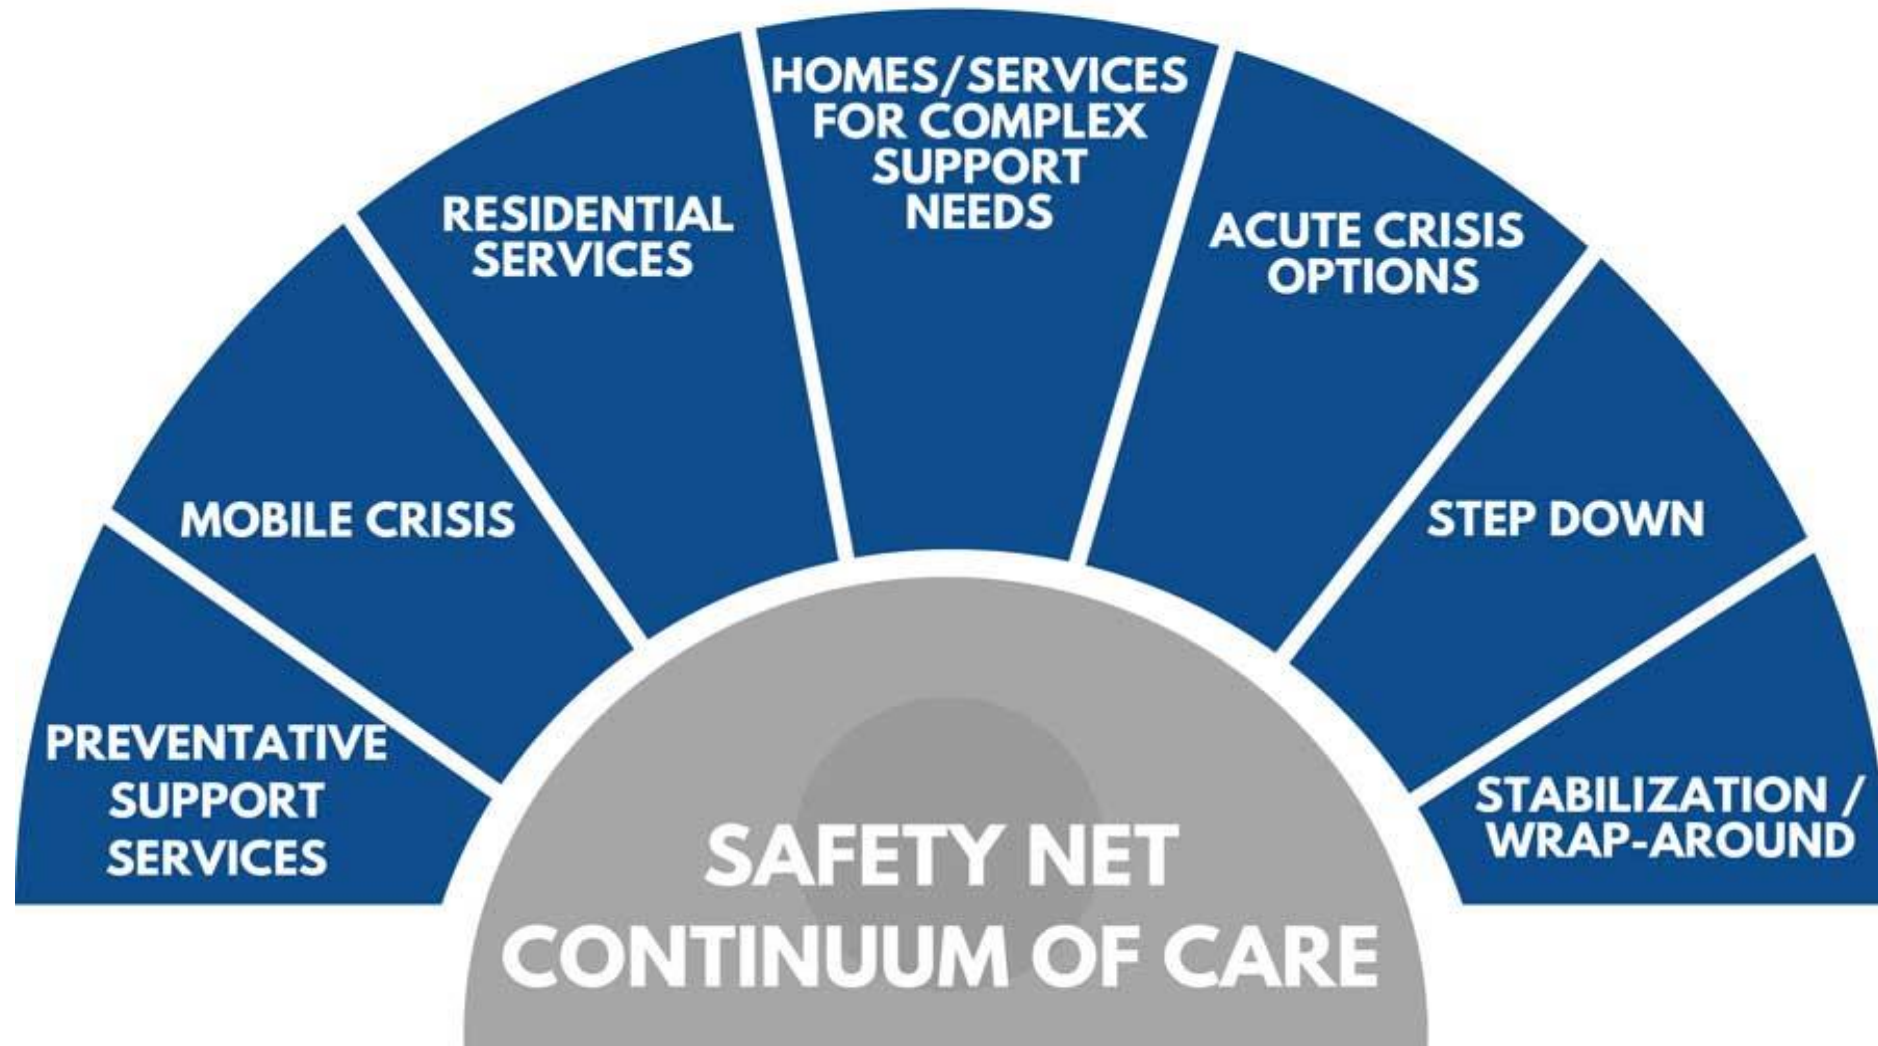 PREVENTATIVE
SUPPORT
SERVICES
MOBILE CRISIS
RESIDENTIAL
SERVICES
HOMES/SERVICES
FOR COMPLEX
SUPPORT
NEEDS
ACUTE CRISIS
OPTIONS
STEP DOWN
STABILIZATION /
WRAP-AROUND
SAFETY NET
CONTINUUM OF CARE